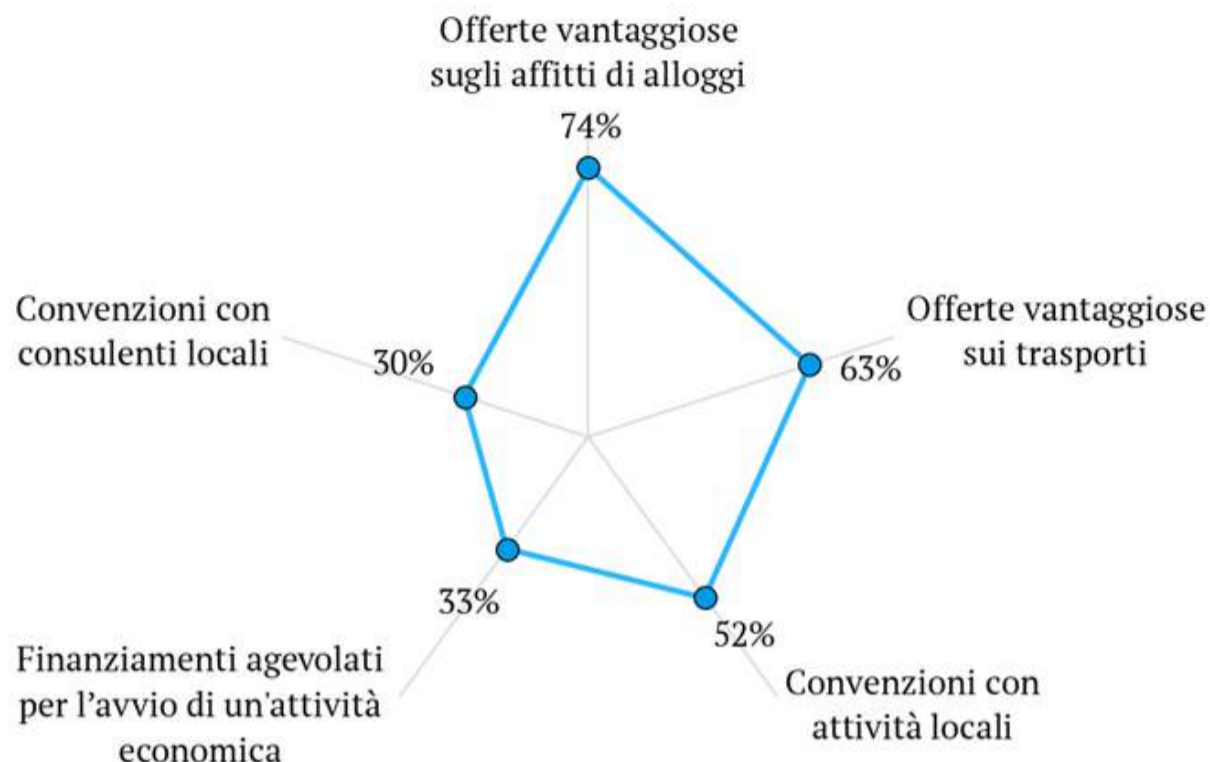 Offerte vantaggiose
sugli affitti di alloggi
74%
Offerte vantaggiose
sui trasporti
63%
Convenzioni con
attività locali
52%
Finanziamenti agevolati
per l’avvio di un'attività
economica
33%
Convenzioni con
consulenti locali
30%